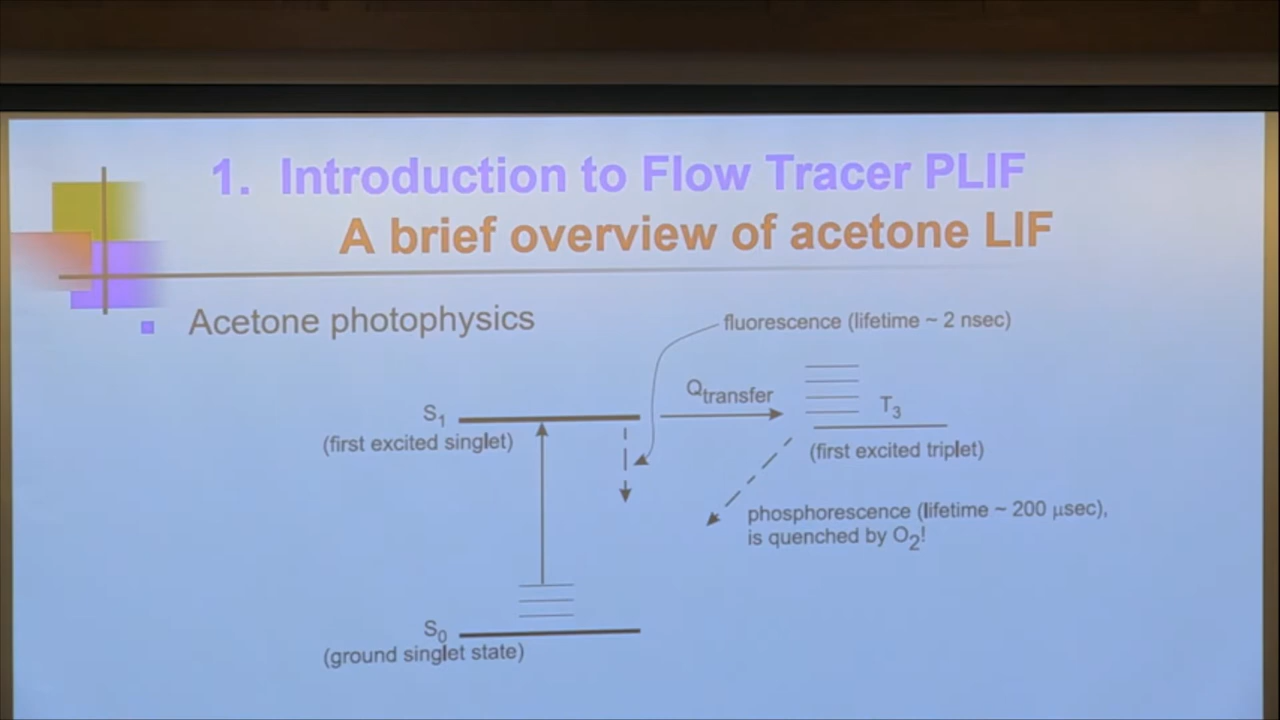 1. Introduction to Flow Tracer PLIF
A brief overview of acetone LIF
Acetone photophysics
fluorescence (lifetime ~ 2 nsec)
Qtransfer
S1
(first excited singlet)
T3
(first excited triplet)
phosphorescence (lifetime ~ 200 μsec),
is quenched by O2!
S0
(ground singlet state)